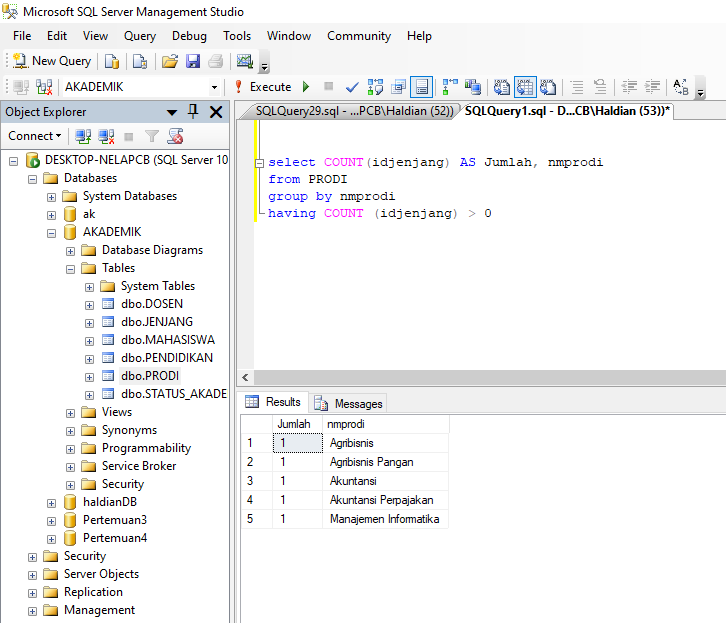 Microsoft SQL Server Management Studio
File Edit View Query Debug Tools Window Community Help
New Query
AKADEMIK Execute
Object Explorer
SQLQuery29.sql - ...PCB\Haldian (52)) SQLQuery1.sql - D...CB\Haldian (53))*
Connect
DESKTOP-NELAPCB (SQL Server 10
Databases
System Databases
ak
AKADEMIK
Database Diagrams
Tables
System Tables
dbo.DOSEN
dbo.JENJANG
dbo.MAHASISWA
dbo.PENDIDIKAN
dbo.PRODI
dbo.STATUS_AKADE
Views
Synonyms
Programmability
Service Broker
Security
haldianDB
Pertemuan3
Pertemuan4
Security
Server Objects
Replication
Management
select COUNT(idjenjang) AS Jumlah, nmprodi
from PRODI
group by nmprodi
having COUNT (idjenjang) > 0
Results Messages
Jumlah nmprodi
1 1 Agribisnis
2 1 Agribisnis Pangan
3 1 Akuntansi
4 1 Akuntansi Perpajakan
5 1 Manajemen Informatika